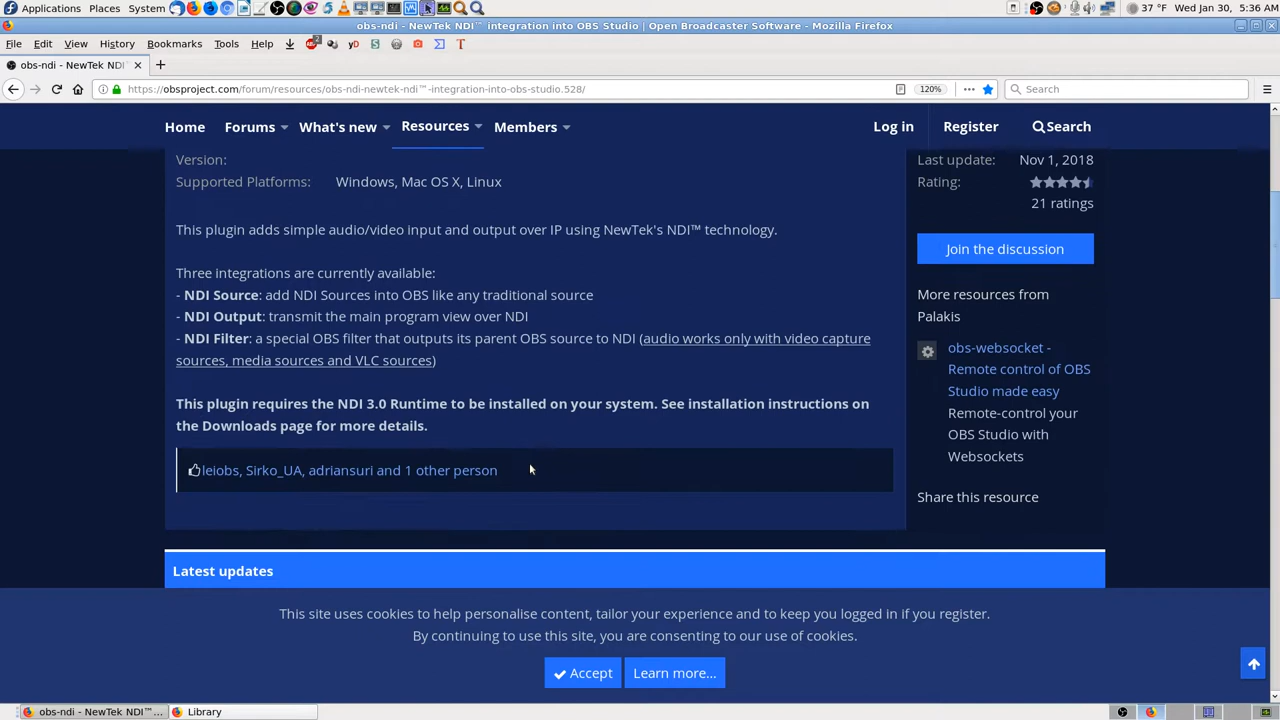 Applications Places System 37 °F Wed Jan 30, 5:36 AM
obs-ndi - NewTek NDI™ integration into OBS Studio | Open Broadcaster Software - Mozilla Firefox
File Edit View History Bookmarks Tools Help 2 yD S T
obs-ndi - NewTek NDI
https://obsproject.com/forum/resources/obs-ndi-newtek-ndi™-integration-into-obs-studio.528/ 120% Search
Home Forums What's new Resources Members Log in Register Search
Version:
Supported Platforms: Windows, Mac OS X, Linux
This plugin adds simple audio/video input and output over IP using NewTek's NDI™ technology.
Three integrations are currently available:
- NDI Source: add NDI Sources into OBS like any traditional source
- NDI Output: transmit the main program view over NDI
- NDI Filter: a special OBS filter that outputs its parent OBS source to NDI (audio works only with video capture
sources, media sources and VLC sources)
This plugin requires the NDI 3.0 Runtime to be installed on your system. See installation instructions on
the Downloads page for more details.
leiobs, Sirko_UA, adriansuri and 1 other person
Last update: Nov 1, 2018
Rating:
21 ratings
Join the discussion
More resources from
Palakis
obs-websocket -
Remote control of OBS
Studio made easy
Remote-control your
OBS Studio with
Websockets
Share this resource
Latest updates
This site uses cookies to help personalise content, tailor your experience and to keep you logged in if you register.
By continuing to use this site, you are consenting to our use of cookies.
Accept Learn more...
obs-ndi - NewTek NDI™... Library